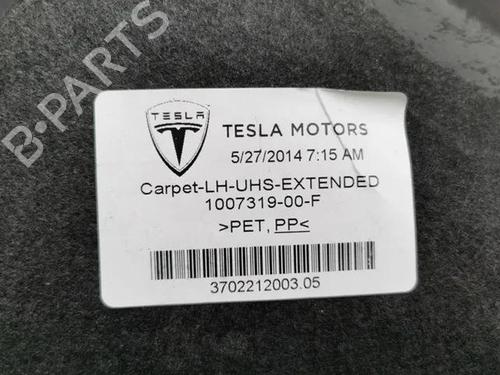 B-PARTS
TESLA
TESLA MOTORS
5/27/2014 7:15 AM
Carpet-LH-UHS-EXTENDED
1007319-00-F
>PET, PP<
3702212003.05